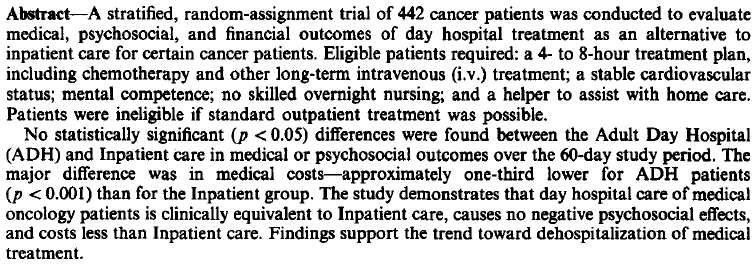 Abstract—A stratified, random-assignment trial of 442 cancer patients was conducted to evaluate
medical, psychosocial, and financial outcomes of day hospital treatment as an alternative to
inpatient care for certain cancer patients. Eligible patients required: a 4- to 8-hour treatment plan,
including chemotherapy and other long-term intravenous (i.v.) treatment; a stable cardiovascular
status; mental competence; no skilled overnight nursing; and a helper to assist with home care.
Patients were ineligible if standard outpatient treatment was possible.
No statistically significant (p < 0.05) differences were found between the Adult Day Hospital
(ADH) and Inpatient care in medical or psychosocial outcomes over the 60-day study period. The
major difference was in medical costs—approximately one-third lower for ADH patients
(p < 0.001) than for the Inpatient group. The study demonstrates that day hospital care of medical
oncology patients is clinically equivalent to Inpatient care, causes no negative psychosocial effects,
and costs less than Inpatient care. Findings support the trend toward dehospitalization of medical
treatment.